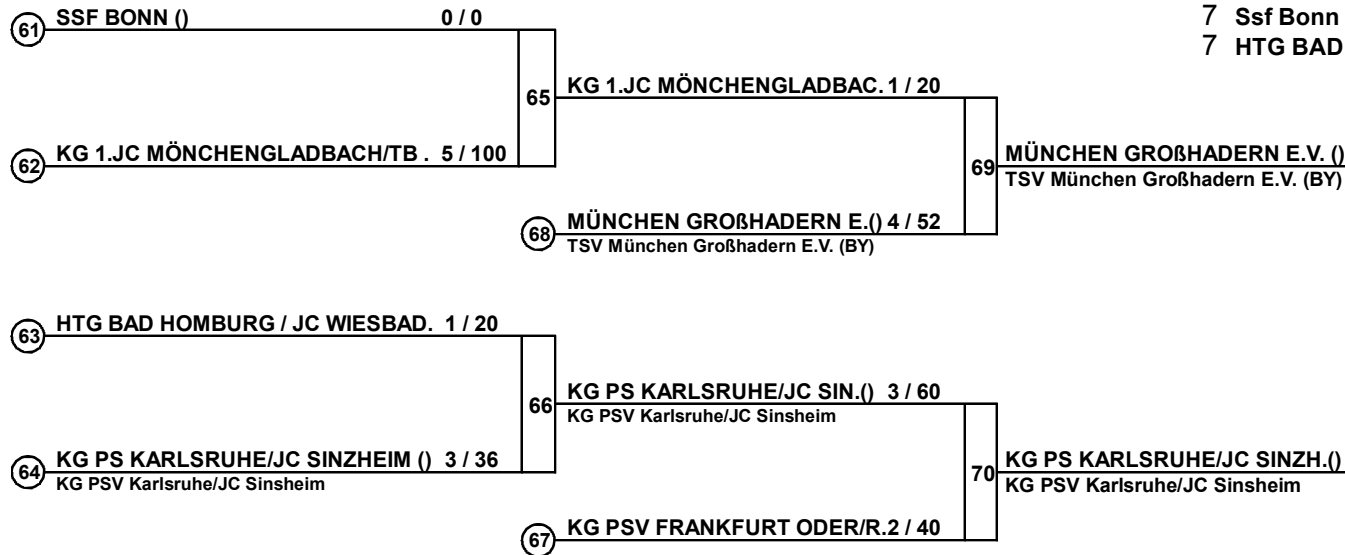 61 SSF BONN () 0 / 0
7 Ssf Bonn
7 HTG BAD
65 KG 1.JC MÖNCHENGLADBAC. 1 / 20
62 KG 1.JC MÖNCHENGLADBACH/TB . 5 / 100
69 MÜNCHEN GROßHADERN E.V. ()
TSV München Großhadern E.V. (BY)
68 MÜNCHEN GROßHADERN E.() 4 / 52
TSV München Großhadern E.V. (BY)
63 HTG BAD HOMBURG / JC WIESBAD. 1 / 20
66 KG PS KARLSRUHE/JC SIN.() 3 / 60
KG PSV Karlsruhe/JC Sinsheim
64 KG PS KARLSRUHE/JC SINZHEIM () 3 / 36
KG PSV Karlsruhe/JC Sinsheim
70 KG PS KARLSRUHE/JC SINZH.()
KG PSV Karlsruhe/JC Sinsheim
67 KG PSV FRANKFURT ODER/R.2 / 40